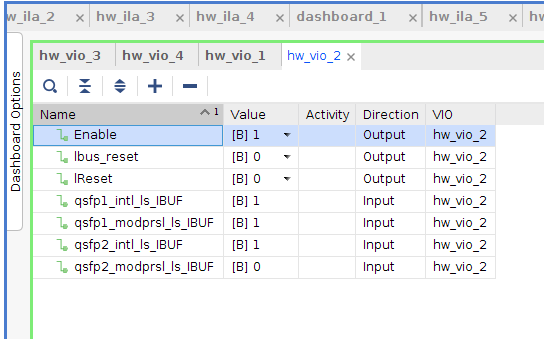 w_ila_2 hw_ila_3 hw_ila_4 dashboard_1 hw_ila_5
Dashboard Options
hw_vio_3 hw_vio_4 hw_vio_1 hw_vio_2
Name 1 Value Activity Direction VIO
Enable [B] 1 Output hw_vio_2
lbus_reset [B] 0 Output hw_vio_2
lReset [B] 0 Output hw_vio_2
qsfp1_intl_ls_IBUF [B] 1 Input hw_vio_2
qsfp1_modprsl_ls_IBUF [B] 1 Input hw_vio_2
qsfp2_intl_ls_IBUF [B] 1 Input hw_vio_2
qsfp2_modprsl_ls_IBUF [B] 0 Input hw_vio_2